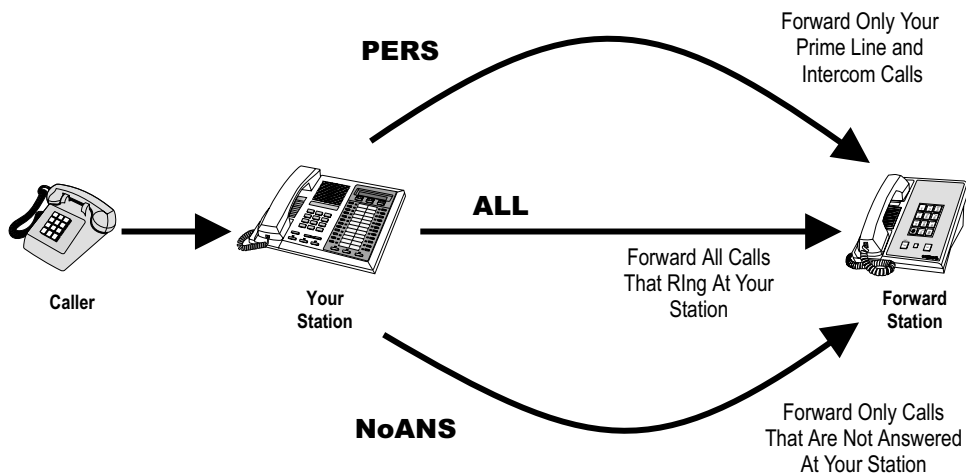 PERS
Forward Only Your
Prime Line and
Intercom Calls
ALL
Forward All Calls
That RIng At Your
Station
Caller
Your
Station
Forward
Station
NoANS
Forward Only Calls
That Are Not Answered
At Your Station